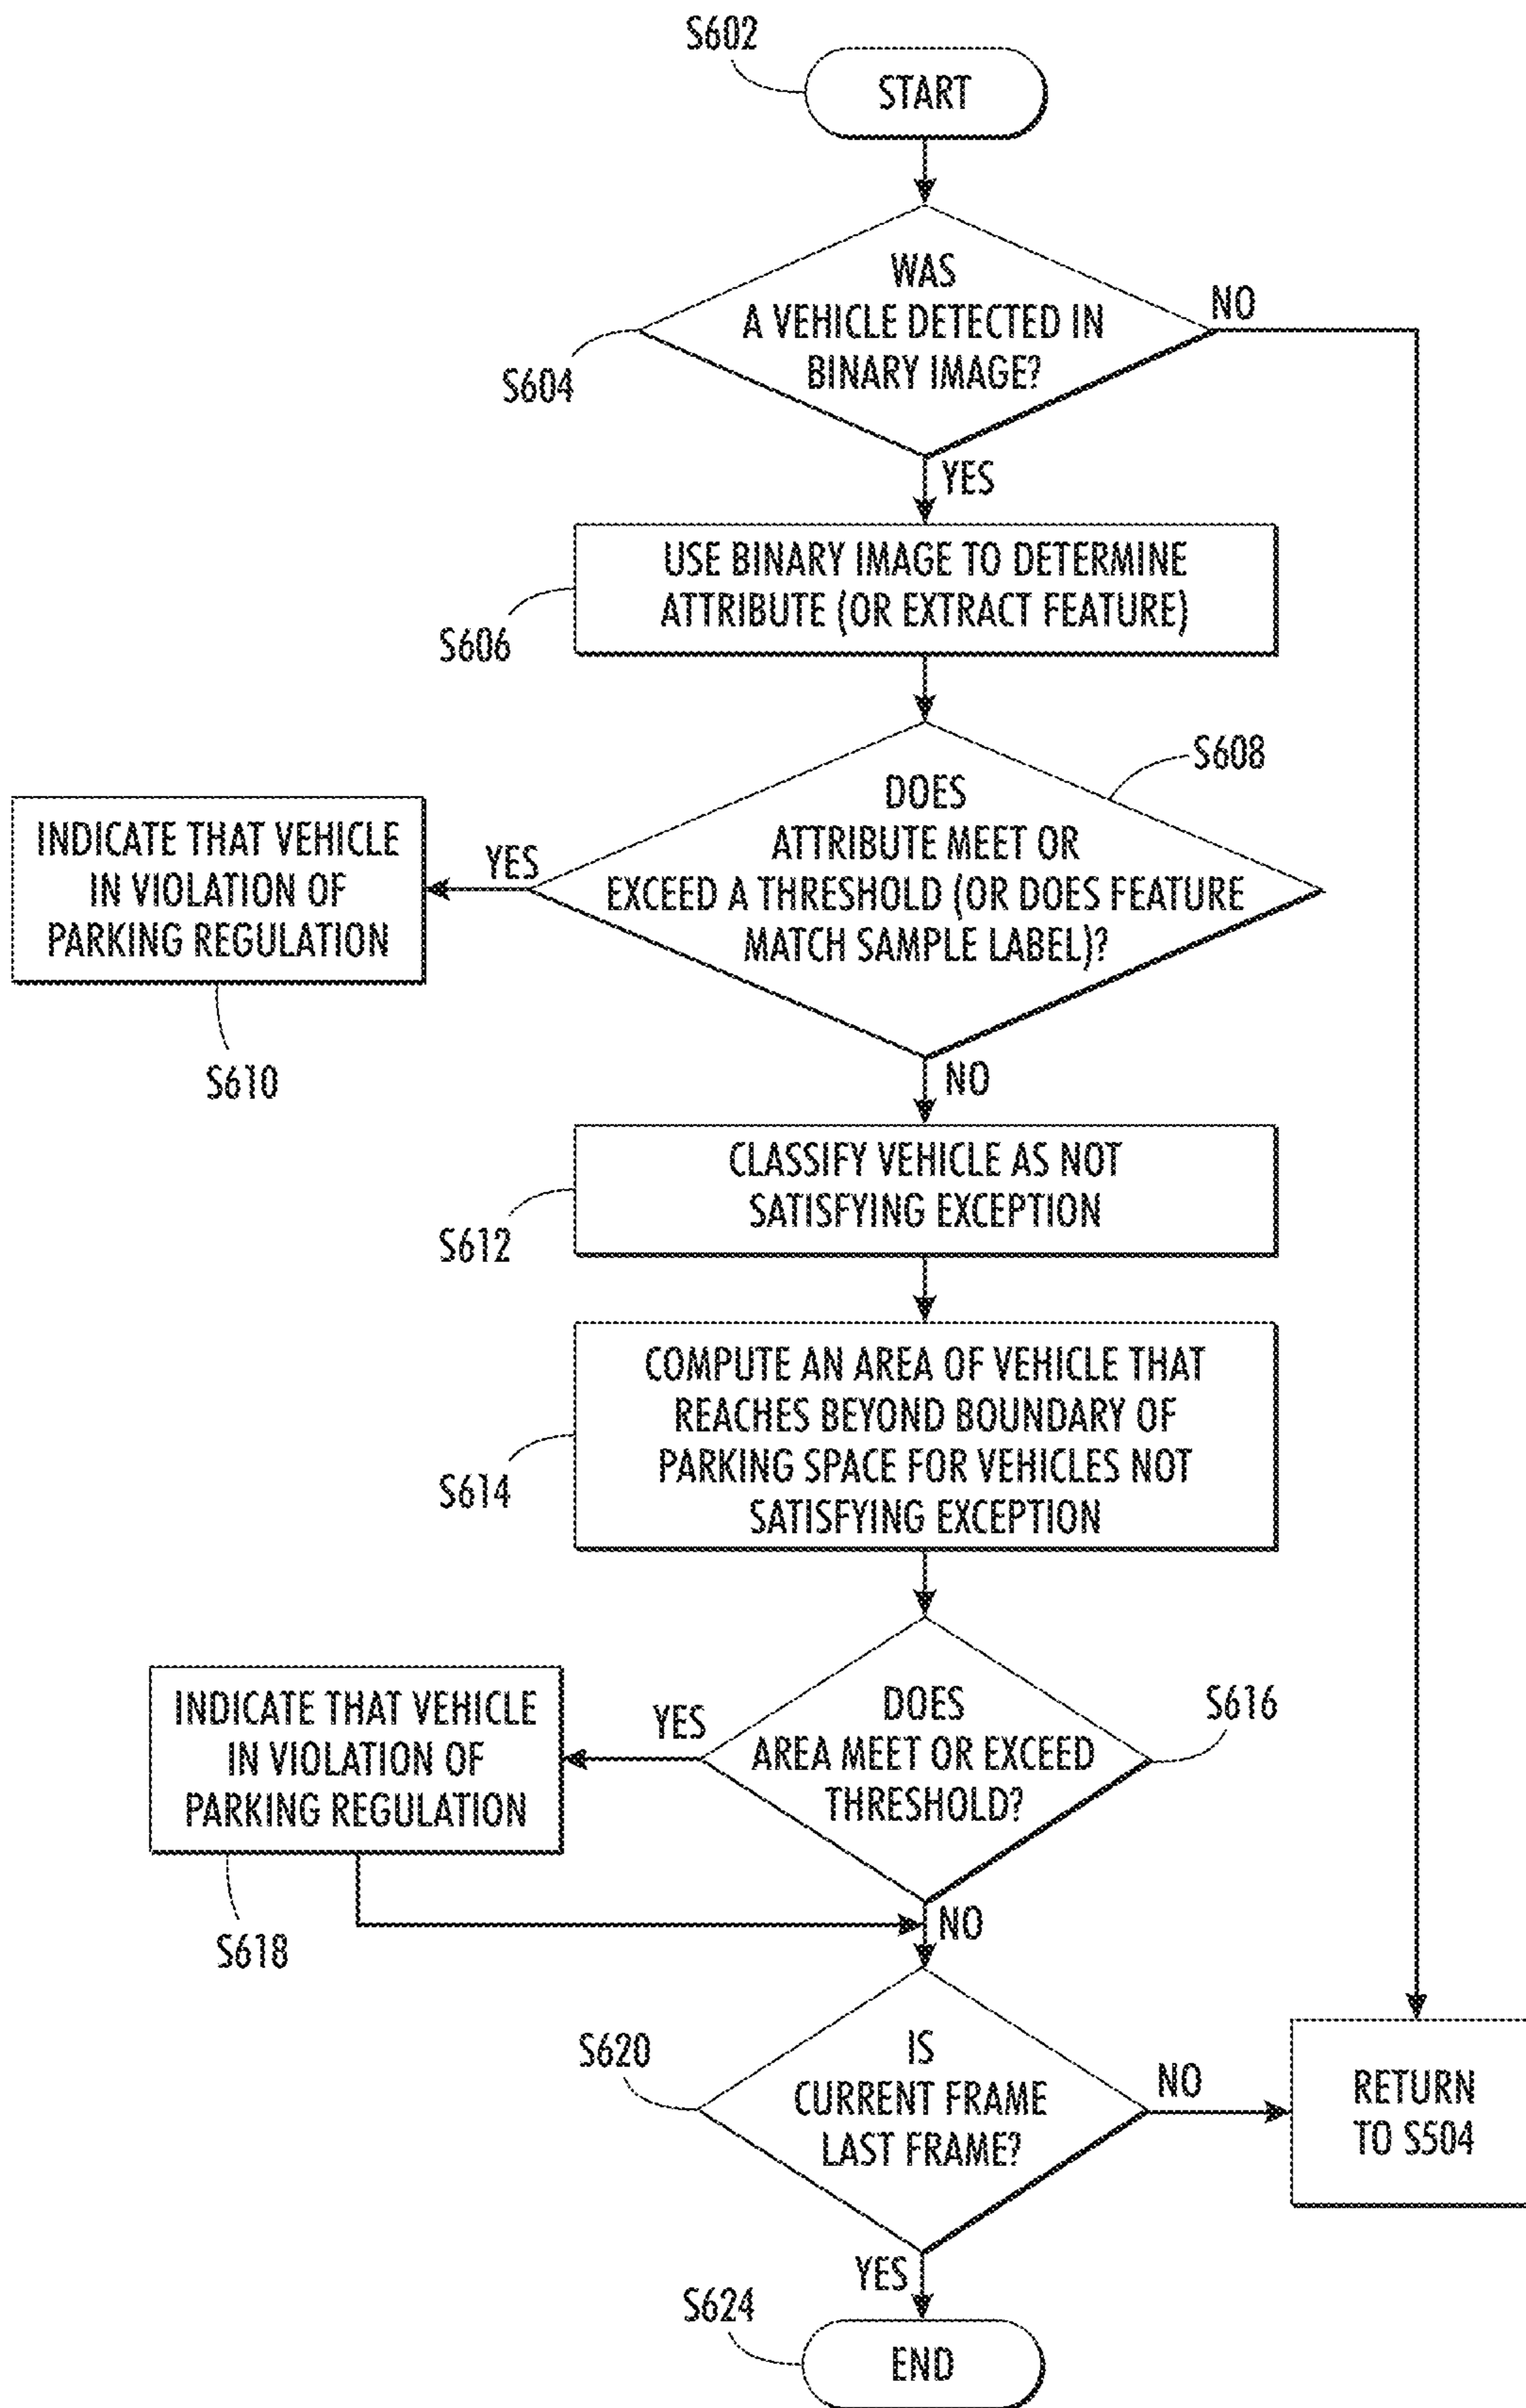 S602
START
WAS
A VEHICLE DETECTED IN
BINARY IMAGE?
NO
S604
YES
USE BINARY IMAGE TO DETERMINE
ATTRIBUTE (OR EXTRACT FEATURE)
S606
S608
DOES
ATTRIBUTE MEET OR
EXCEED A THRESHOLD (OR DOES FEATURE
MATCH SAMPLE LABEL)?
YES
INDICATE THAT VEHICLE
IN VIOLATION OF
PARKING REGULATION
S610
NO
CLASSIFY VEHICLE AS NOT
SATISFYING EXCEPTION
S612
COMPUTE AN AREA OF VEHICLE THAT
REACHES BEYOND BOUNDARY OF
PARKING SPACE FOR VEHICLES NOT
SATISFYING EXCEPTION
S614
DOES
AREA MEET OR EXCEED
THRESHOLD?
S616
YES
INDICATE THAT VEHICLE
IN VIOLATION OF
PARKING REGULATION
S618
NO
S620
IS
CURRENT FRAME
LAST FRAME?
NO
RETURN
TO S504
YES
S624
END